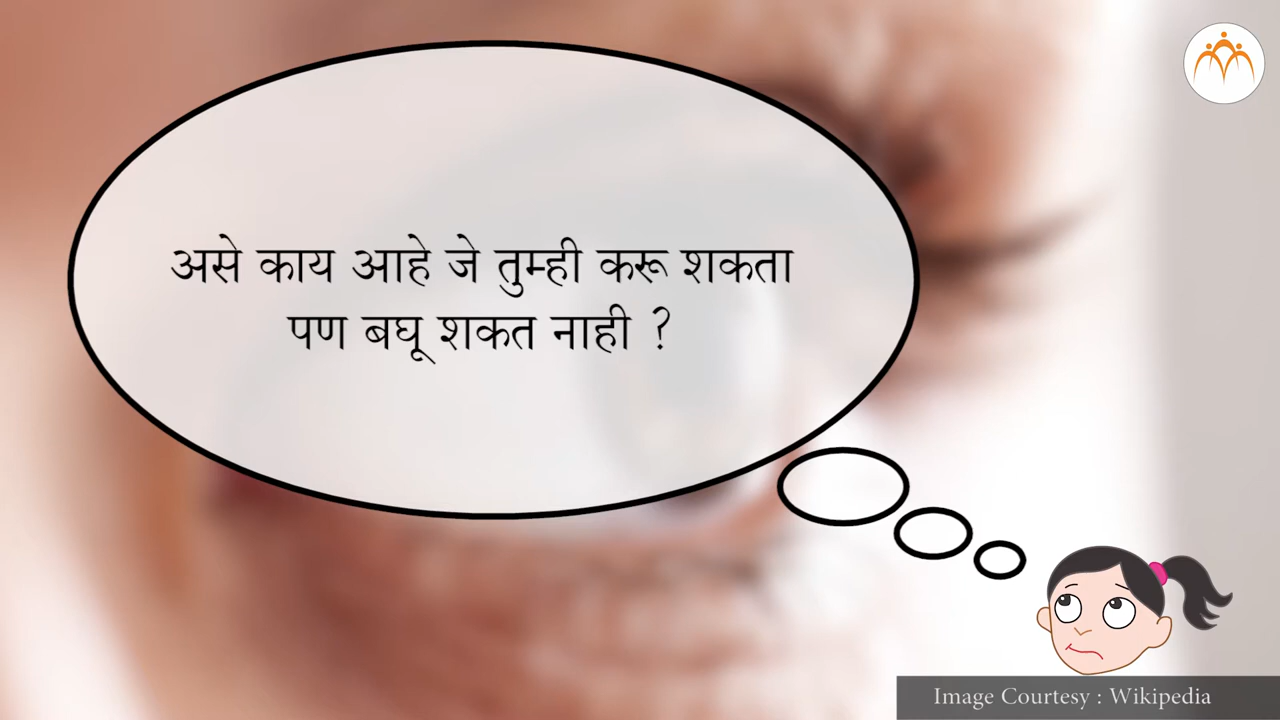 असे काय आहे जे तुम्ही करू शकता
पण बघू शकत नाही ?
Image Courtesy : Wikipedia